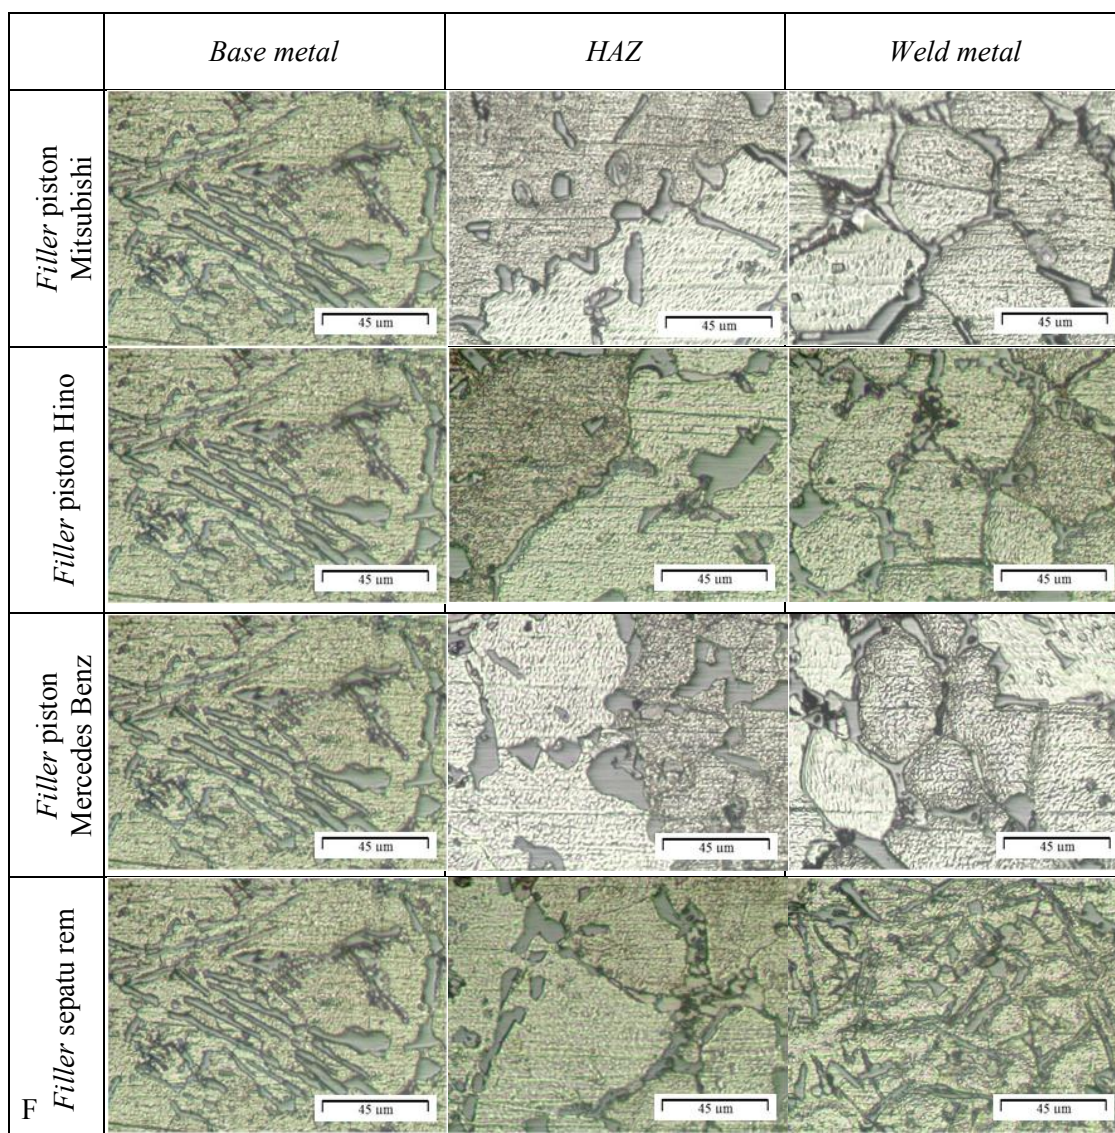 Base metal HAZ Weld metal
Filler piston
Mitsubishi
45 um 45 um 45 um
Filler piston Hino
45 um 45 um 45 um
Filler piston
Mercedes Benz
45 um 45 um 45 um
Filler sepatu rem
45 um 45 um 45 um
F